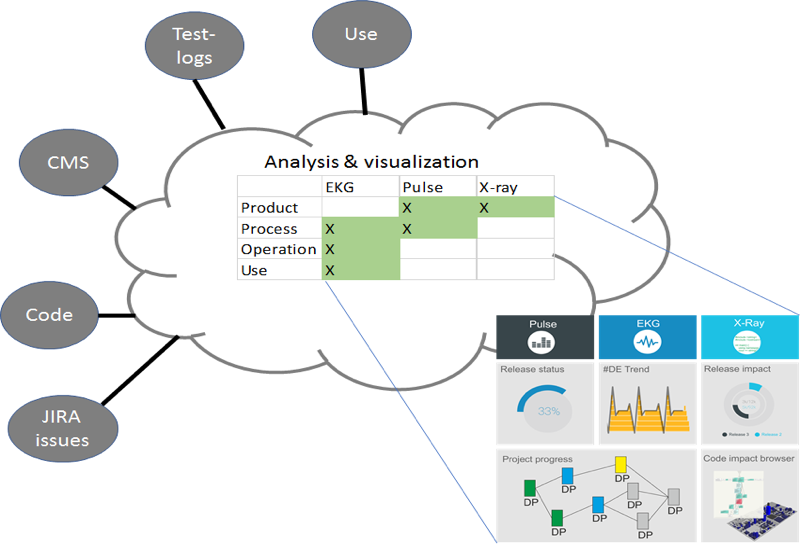 Test-
logs
Use
CMS
Code
JIRA
issues
Analysis & visualization
EKG Pulse X-ray
Product X X
Process X X
Operation X
Use X
Pulse EKG X-Ray
Release status #DE Trend Release impact
33%
Release X Release X
Project progress Code impact browser
DP
DP
DP
DP
DP
DP
DP
DP